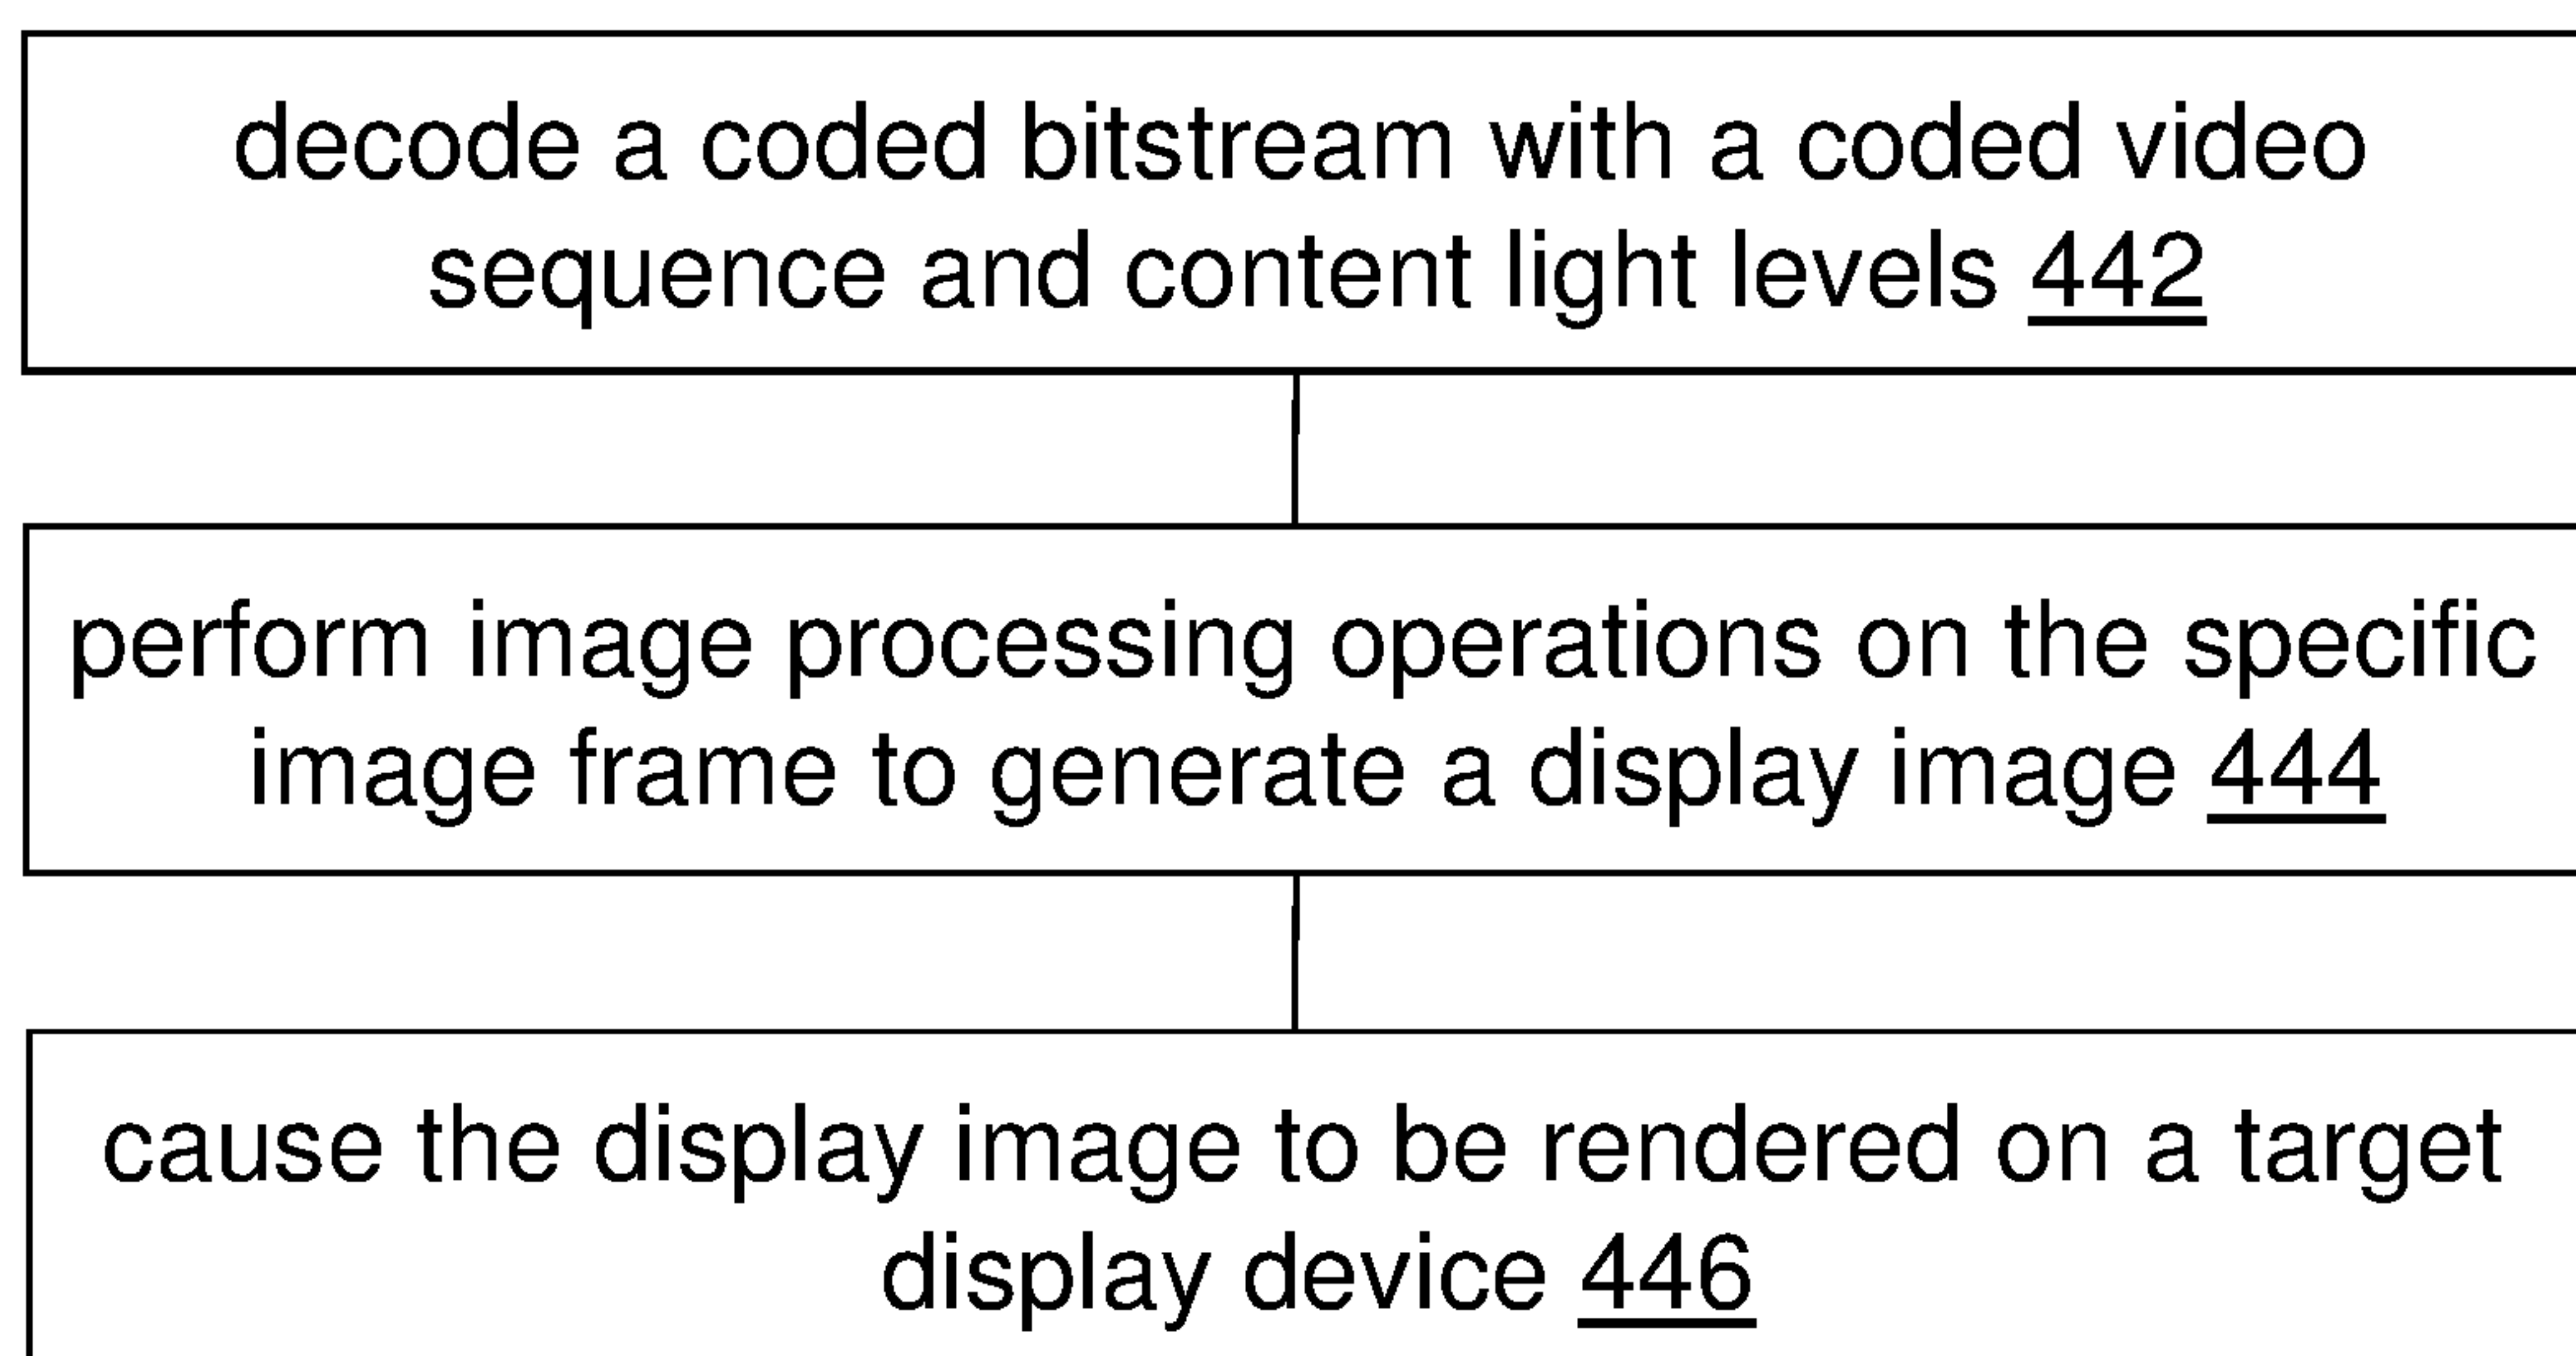 decode a coded bitstream with a coded video
sequence and content light levels 442
perform image processing operations on the specific
image frame to generate a display image 444
cause the display image to be rendered on a target
display device 446